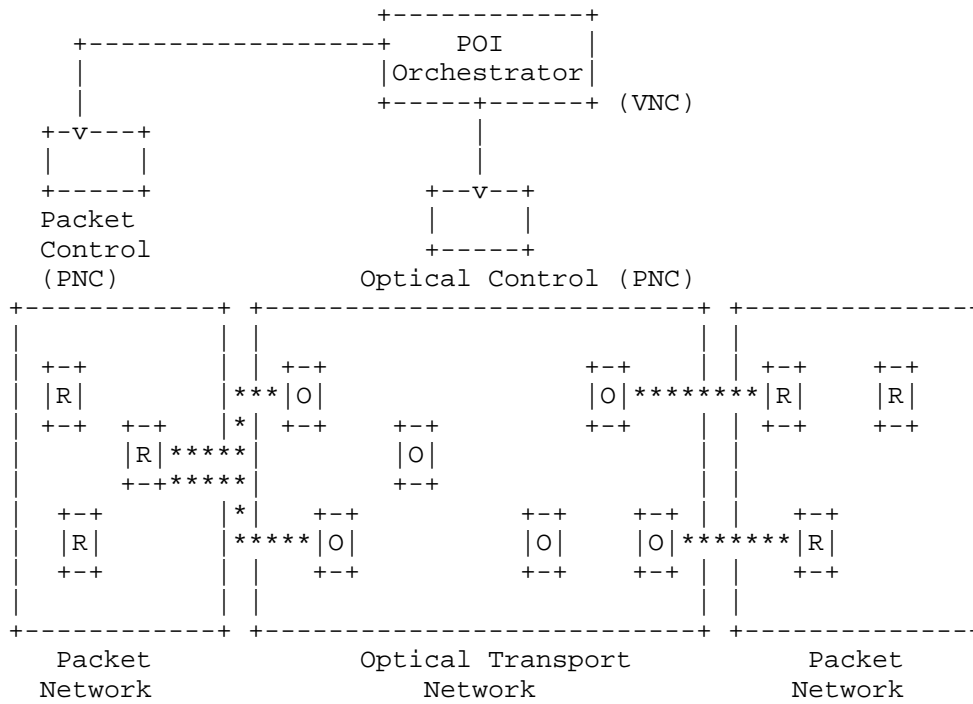 POI
Orchestrator
(VNC)
v
v
Packet
Control
(PNC)
Optical Control (PNC)
R O O R R
R O
R O O O R
Packet Optical Transport Packet
Network Network Network